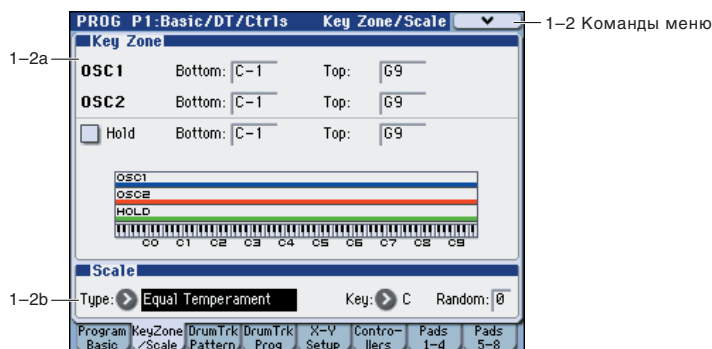 PROG P1:Basic/DT/Ctrls Key Zone/Scale
1–2 Команды меню
Key Zone
1–2a
OSC1 Bottom: C-1 Top: G9
OSC2 Bottom: C-1 Top: G9
Hold Bottom: C-1 Top: G9
OSC1
OSC2
HOLD
C0 C1 C2 C3 C4 C5 C6 C7 C8 C9
Scale
1–2b
Type: Equal Temperament Key: C Random: 0
Program KeyZone DrumTrk DrumTrk X-Y Contro- Pads Pads
Basic /Scale Pattern Prog Setup llers 1-4 5-8